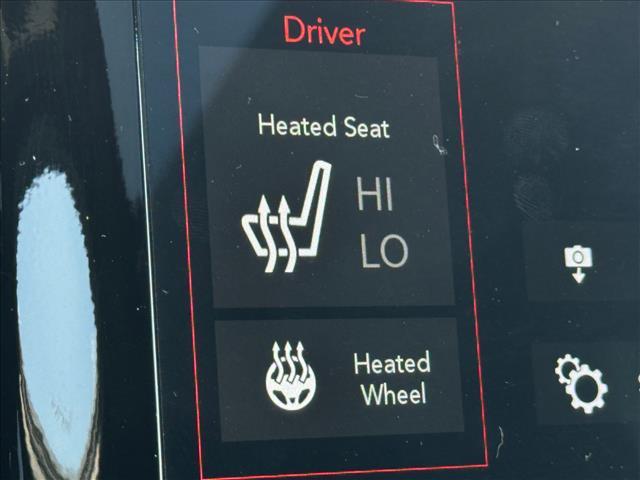 Driver
Heated Seat
HI
LO
Heated
Wheel